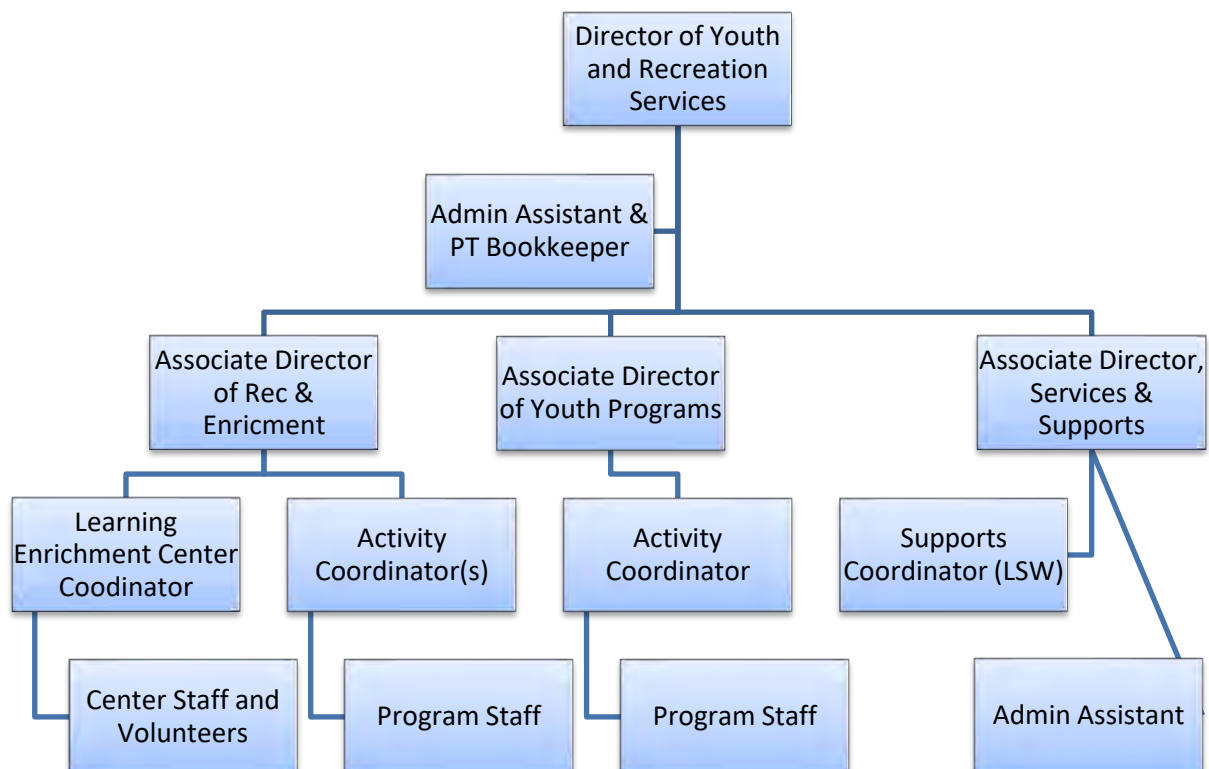 Director of Youth
and Recreation
Services
Admin Assistant &
PT Bookkeeper
Associate Director
of Rec &
Enricment
Associate Director
of Youth Programs
Associate Director,
Services &
Supports
Learning
Enrichment Center
Coodinator
Activity
Coordinator(s)
Activity
Coordinator
Supports
Coordinator (LSW)
Center Staff and
Volunteers
Program Staff
Program Staff
Admin Assistant